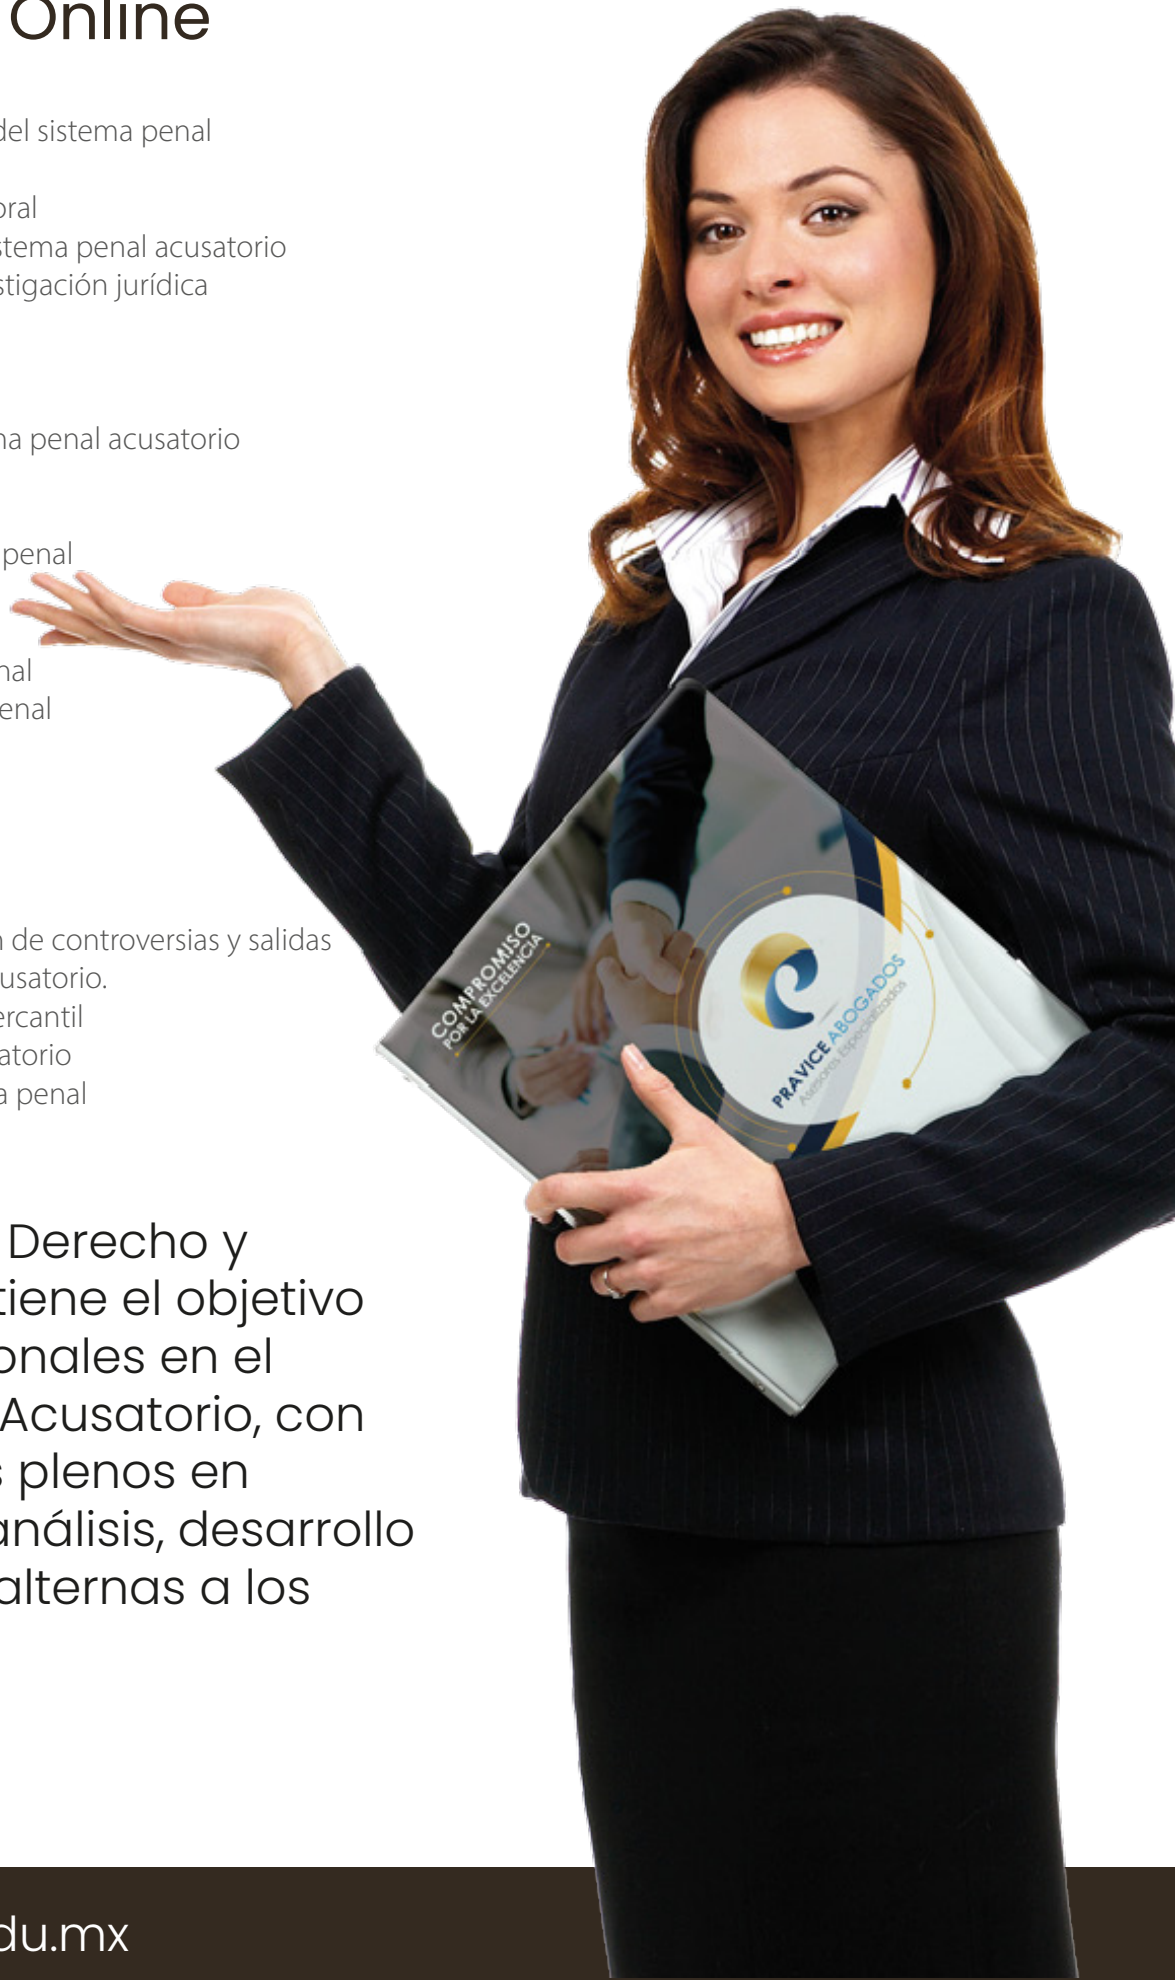 Online
del sistema penal
oral
stema penal acusatorio
stigación jurídica
na penal acusatorio
penal
nal
enal
n de controversias y salidas
usatorio.
ercantil
atorio
a penal
COMPROMISO
POR LA EXCELENCIA
PRAVICE ABOGADOS
Asesores Especializados
Derecho y
tiene el objetivo
onales en el
Acusatorio, con
s plenos en
análisis, desarrollo
alternas a los
du.mx